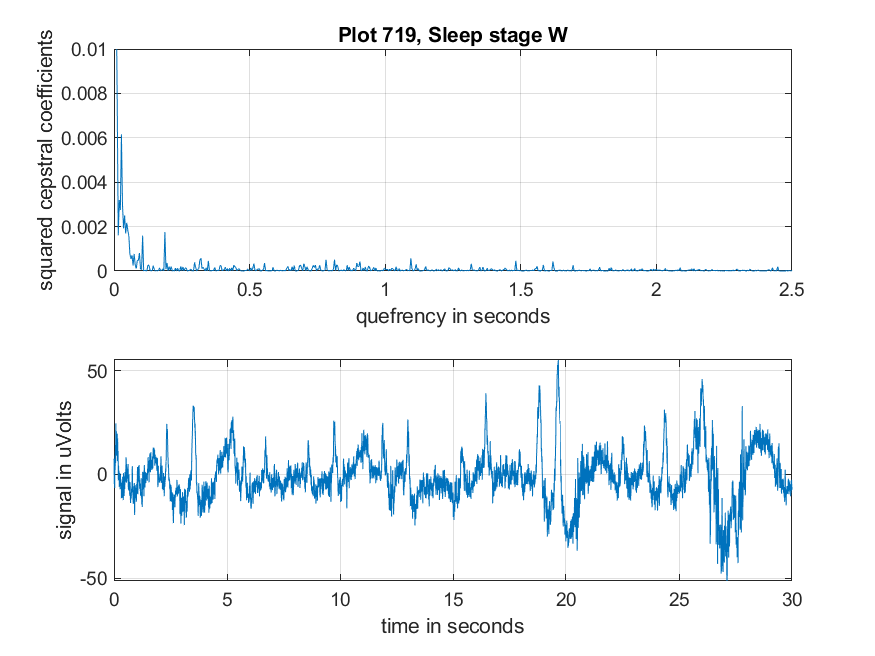 Plot 719, Sleep stage W
squared cepstral coefficients
0.01
0.008
0.006
0.004
0.002
0
0 0.5 1 1.5 2 2.5
quefrency in seconds
signal in uVolts
50
0
-50
0 5 10 15 20 25 30
time in seconds